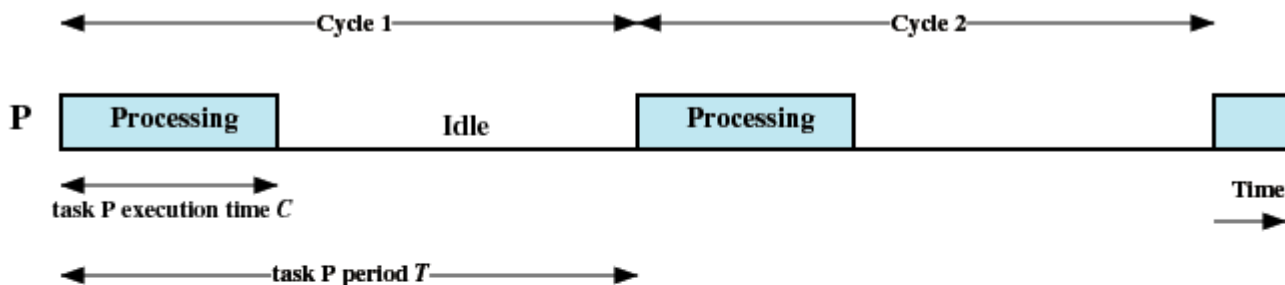 Cycle 1
Cycle 2
P
Processing
Idle
Processing
task P execution time C
Time
task P period T